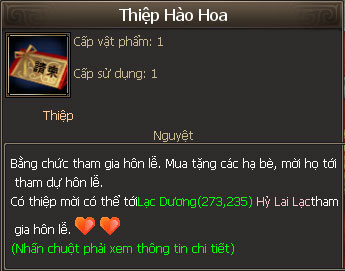 Thiệp Hào Hoa
Cấp vật phẩm: 1
請柬
Cấp sử dụng: 1
Thiệp
Nguyệt
Bằng chức tham gia hôn lễ. Mua tặng các hạ bè, mời họ tới
tham dự hôn lễ.
Có thiệp mời có thể tớiLạc Dương(273,235) Hỷ Lai Lạctham
gia hôn lễ.
(Nhấn chuột phải xem thông tin chi tiết)